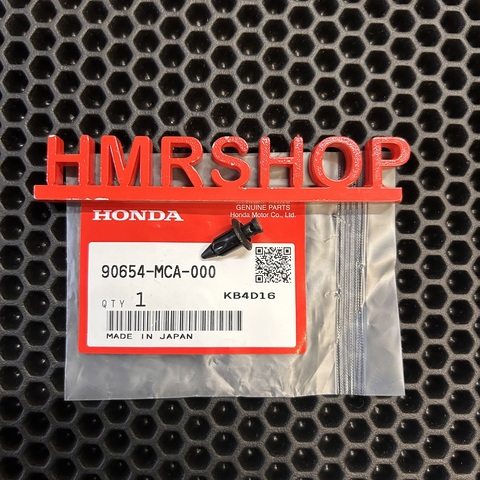 HMRSHOP
HONDA
GENUINE PARTS
Honda Motor Co., Ltd.
90654-MCA-000
QTY 1
KB4D16
MADE IN JAPAN